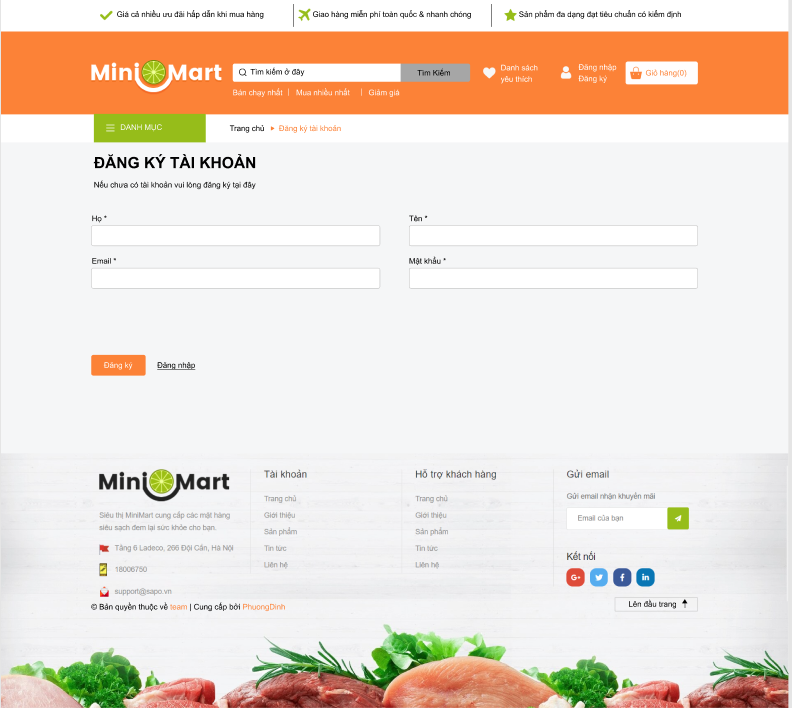 Giá cả nhiều ưu đãi hấp dẫn khi mua hàng
Giao hàng miễn phí toàn quốc & nhanh chóng
Sản phẩm đa dạng đạt tiêu chuẩn có kiểm định
Mini Mart
Tìm kiếm ở đây
Tìm Kiếm
Bán chạy nhất | Mua nhiều nhất | Giảm giá
Danh sách
yêu thích
Đăng nhập
Đăng ký
Giỏ hàng(0)
DANH MỤC
Trang chủ
Đăng ký tài khoản
ĐĂNG KÝ TÀI KHOẢN
Nếu chưa có tài khoản vui lòng đăng ký tại đây
Họ *
Tên *
Email *
Mật khẩu *
Đăng ký
Đăng nhập
Mini Mart
Siêu thị MiniMart cung cấp các mặt hàng
siêu sạch đem lại sức khỏe cho bạn.
Tầng 6 Ladeco, 266 Đội Cấn, Hà Nội
18006750
support@sapo.vn
Tài khoản
Trang chủ
Giới thiệu
Sản phẩm
Tin tức
Liên hệ
Hỗ trợ khách hàng
Trang chủ
Giới thiệu
Sản phẩm
Tin tức
Liên hệ
Gửi email
Gửi email nhận khuyến mãi
Email của bạn
Kết nối
G+
f
in
© Bản quyền thuộc về team | Cung cấp bởi PhuongDinh
Lên đầu trang